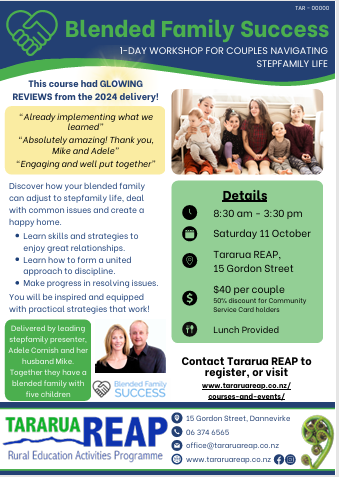 TAR - 00000
Blended Family Success
1-DAY WORKSHOP FOR COUPLES NAVIGATING
STEPFAMILY LIFE
This course had GLOWING
REVIEWS from the 2024 delivery!
"Already implementing what we
learned"
"Absolutely amazing! Thank you,
Mike and Adele"
"Engaging and well put together"
Discover how your blended family
can adjust to stepfamily life, deal
with common issues and create a
happy home.
• Learn skills and strategies to
enjoy great relationships.
• Learn how to form a united
approach to discipline.
• Make progress in resolving issues.
You will be inspired and equipped
with practical strategies that work!
Delivered by leading
stepfamily presenter,
Adele Cornish and her
husband Mike.
Together they have a
blended family with
five children
Blended Family
SUCCESS
Details
8:30 am - 3:30 pm
Saturday 11 October
Tararua REAP,
15 Gordon Street
$40 per couple
50% discount for Community
Service Card holders
Lunch Provided
Contact Tararua REAP to
register, or visit
www.tararuareap.co.nz/
courses-and-events/
TARARUA REAP
Rural Education Activities Programme
15 Gordon Street, Dannevirke
06 374 6565
office@tararuareap.co.nz
www.tararuareap.co.nz